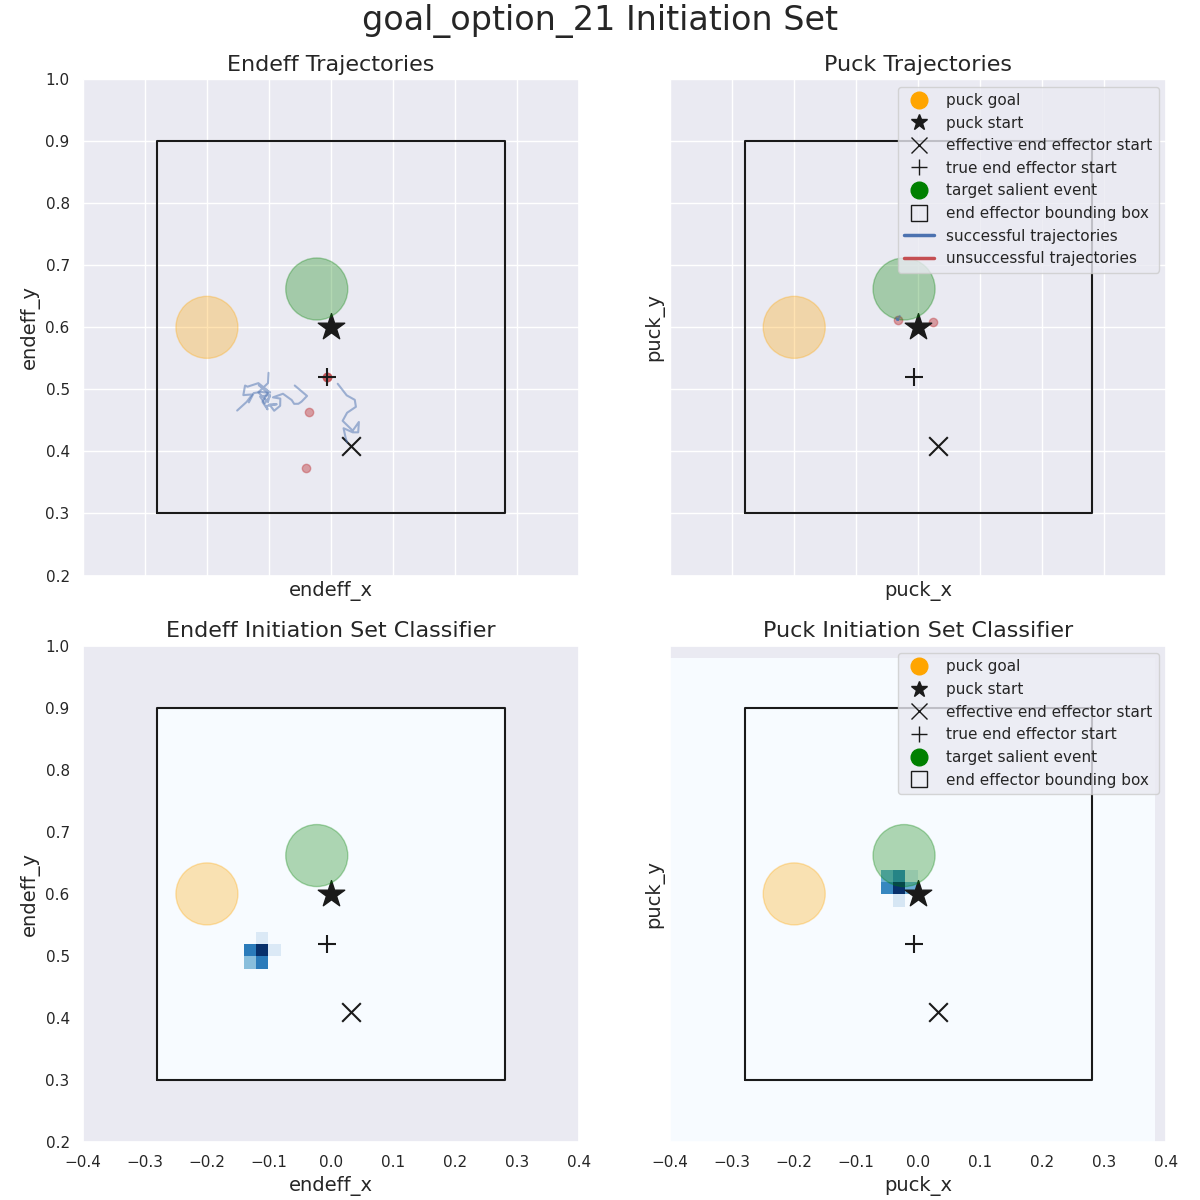 goal_option_21 Initiation Set
Endeff Trajectories
1.0
0.9
0.8
0.7
0.6
0.5
0.4
0.3
0.2
endeff_y
endeff_x
Puck Trajectories
puck goal
puck start
effective end effector start
true end effector start
target salient event
end effector bounding box
successful trajectories
unsuccessful trajectories
puck_y
puck_x
Endeff Initiation Set Classifier
1.0
0.9
0.8
0.7
0.6
0.5
0.4
0.3
0.2
endeff_y
−0.4 −0.3 −0.2 −0.1 0.0 0.1 0.2 0.3 0.4
endeff_x
Puck Initiation Set Classifier
puck goal
puck start
effective end effector start
true end effector start
target salient event
end effector bounding box
puck_y
−0.4 −0.3 −0.2 −0.1 0.0 0.1 0.2 0.3 0.4
puck_x